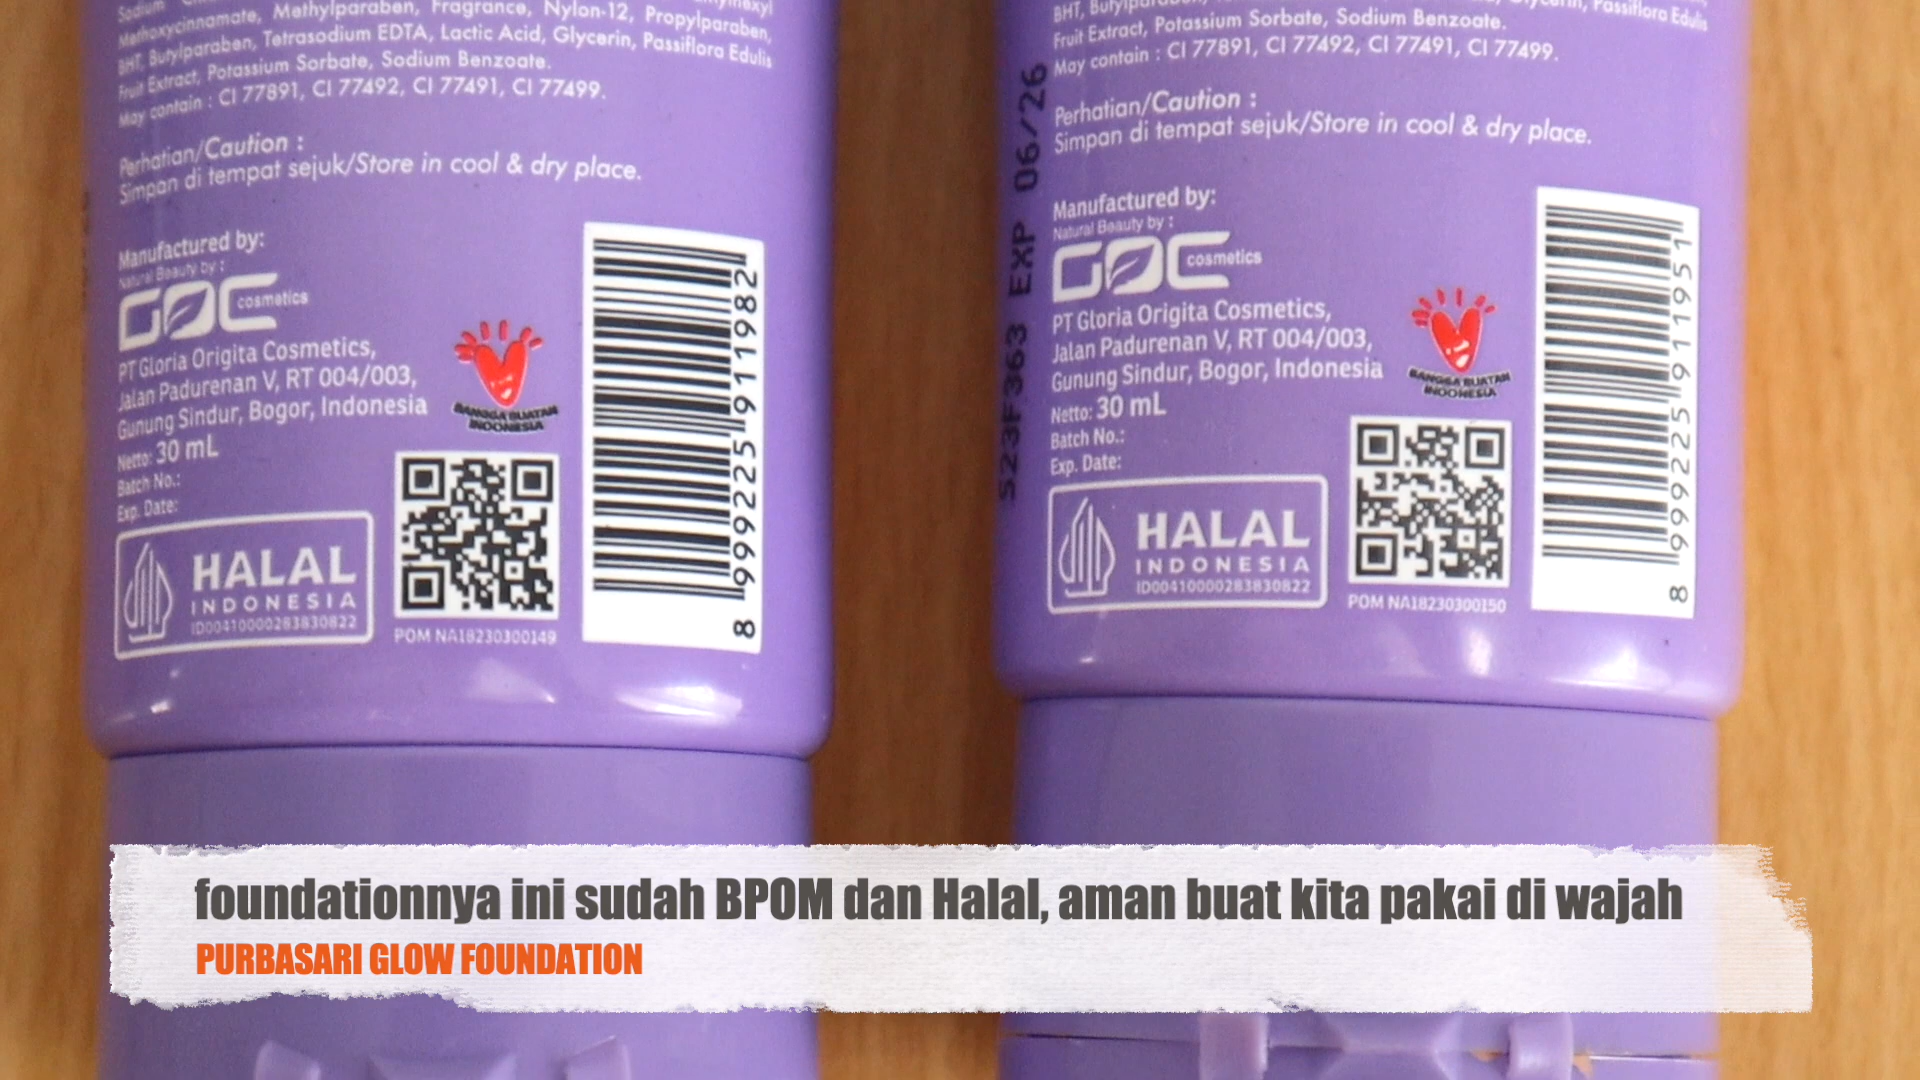 Methoxycinnamate, Methylparaben, Fragrance, Nylon-12, Propylparaben,
BHT, Butylparaben, Tetrasodium EDTA, Lactic Acid, Glycerin, Passiflora Edulis
Fruit Extract, Potassium Sorbate, Sodium Benzoate.
May contain : CI 77891, CI 77492, CI 77491, CI 77499.
Perhatian/Caution :
Simpan di tempat sejuk/Store in cool & dry place.
Manufactured by:
Natural Beauty by :
GOC cosmetics
PT Gloria Origita Cosmetics,
Jalan Padurenan V, RT 004/003,
Gunung Sindur, Bogor, Indonesia
Netto: 30 mL
Batch No.:
Exp. Date:
BANGGA BUATAN
INDONESIA
HALAL
INDONESIA
ID00410000283830822
POM NA18230300149
8 999225 911982
Fruit Extract, Potassium Sorbate, Sodium Benzoate.
May contain : CI 77891, CI 77492, CI 77491, CI 77499.
Perhatian/Caution :
Simpan di tempat sejuk/Store in cool & dry place.
S23F363 EXP 06/26
Manufactured by:
Natural Beauty by :
GOC cosmetics
PT Gloria Origita Cosmetics,
Jalan Padurenan V, RT 004/003,
Gunung Sindur, Bogor, Indonesia
Netto: 30 mL
Batch No.:
Exp. Date:
BANGGA BUATAN
INDONESIA
HALAL
INDONESIA
ID00410000283830822
POM NA18230300150
8 999225 911951
foundationnya ini sudah BPOM dan Halal, aman buat kita pakai di wajah
PURBASARI GLOW FOUNDATION